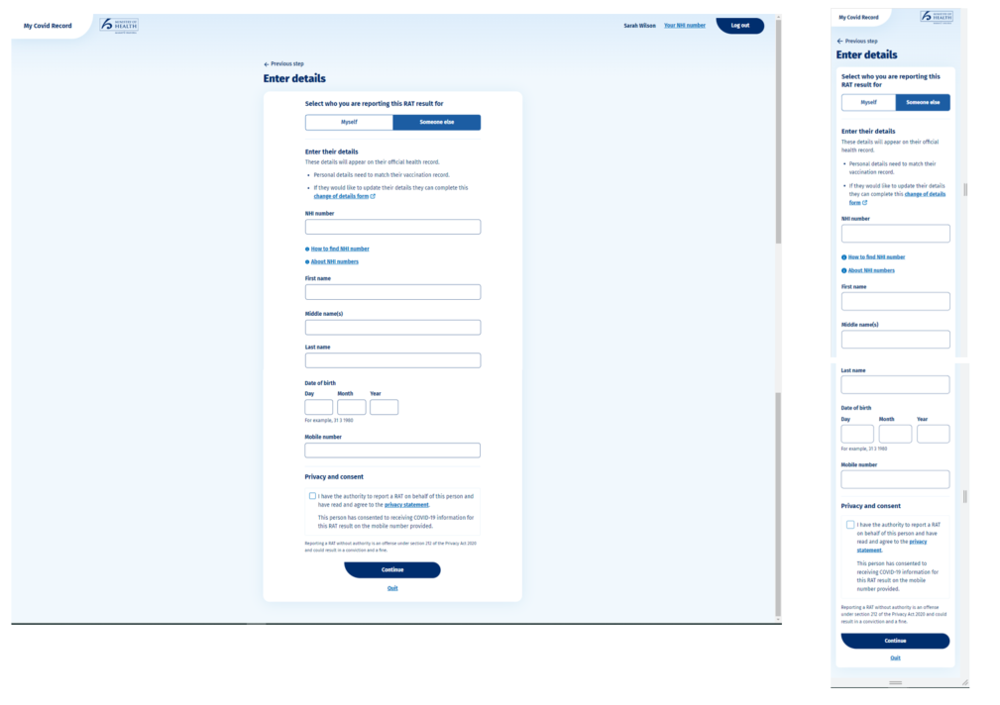 My Covid Record
MINISTRY OF
HEALTH
Sarah Wilson
Your NHI number
Log out
Previous step
Enter details
Select who you are reporting this RAT result for
Myself
Someone else
Enter their details
These details will appear on their official health record.
• Personal details need to match their vaccination record.
• If they would like to update their details they can complete this
change of details form
NHI number
How to find NHI number
About NHI numbers
First name
Middle name(s)
Last name
Date of birth
Day Month Year
For example, 31 3 1980
Mobile number
Privacy and consent
I have the authority to report a RAT on behalf of this person and
have read and agree to the privacy statement.
This person has consented to receiving COVID-19 information for
this RAT result on the mobile number provided.
Reporting a RAT without authority is an offense under section 212 of the Privacy Act 2020
and could result in a conviction and a fine.
Continue
Quit
My Covid Record
MINISTRY OF
HEALTH
Previous step
Enter details
Select who you are reporting this
RAT result for
Myself
Someone else
Enter their details
These details will appear on their official
health record.
• Personal details need to match their
vaccination record.
• If they would like to update their details
they can complete this change of details
form
NHI number
How to find NHI number
About NHI numbers
First name
Middle name(s)
Last name
Date of birth
Day Month Year
For example, 31 3 1980
Mobile number
Privacy and consent
I have the authority to report a RAT
on behalf of this person and have
read and agree to the privacy
statement.
This person has consented to
receiving COVID-19 information for
this RAT result on the mobile
number provided.
Reporting a RAT without authority is an offense
under section 212 of the Privacy Act 2020 and could
result in a conviction and a fine.
Continue
Quit